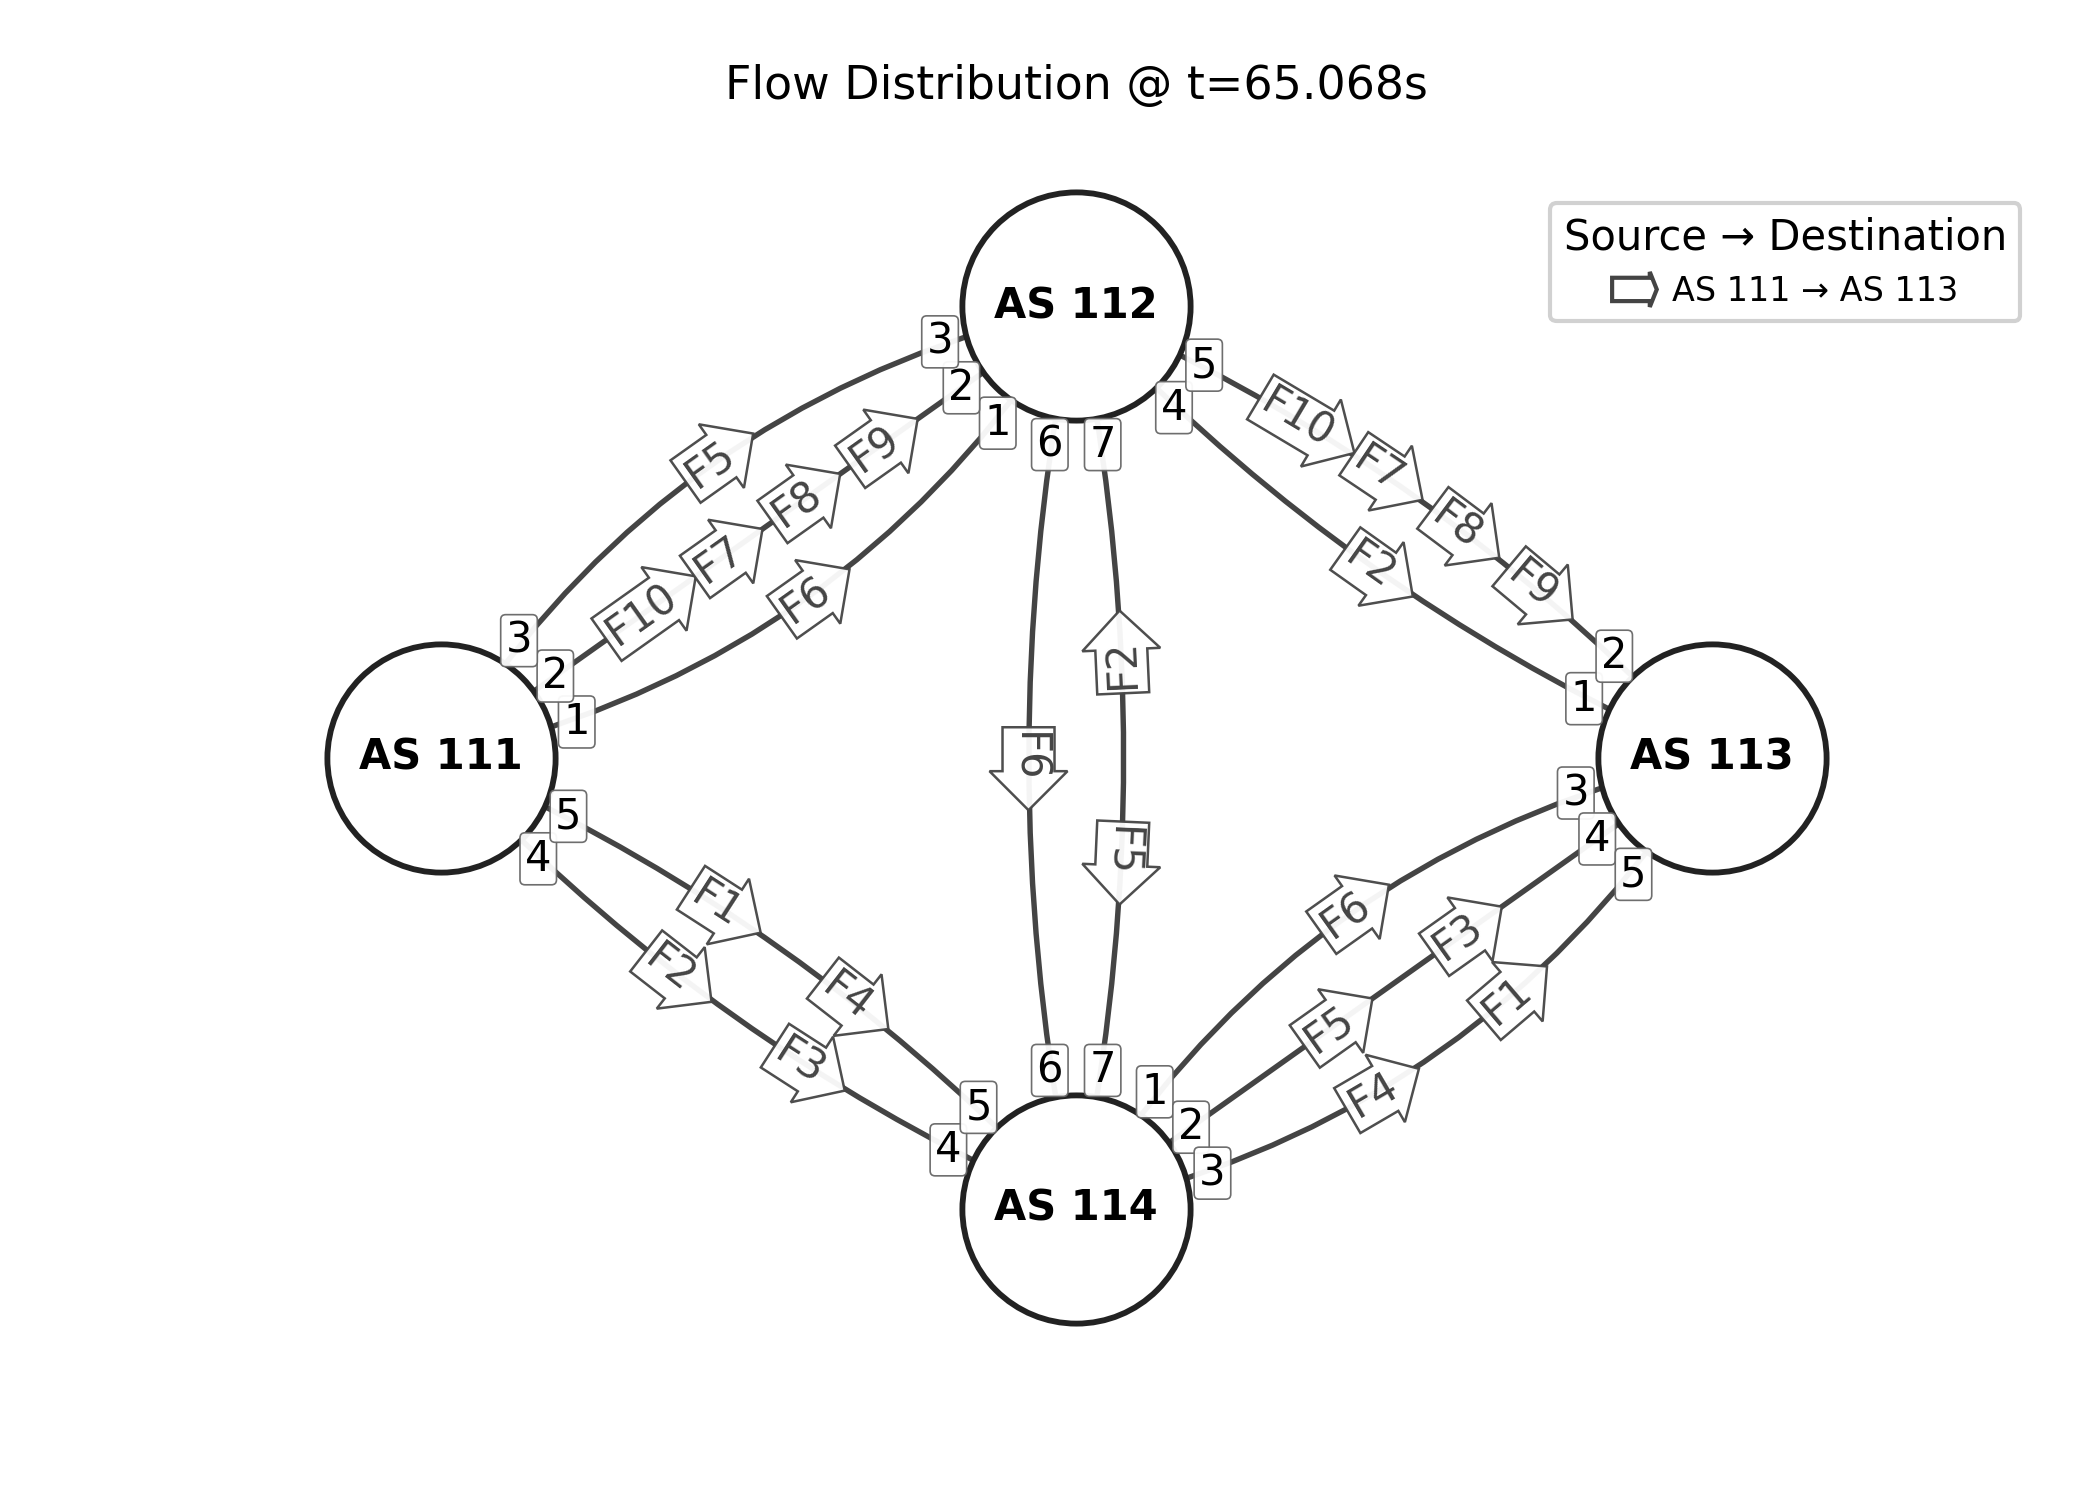 Flow Distribution @ t=65.068s
Source → Destination
AS 111 → AS 113
AS 112
3
2
1
6
7
4
5
F5
F10
F7
F8
F9
F6
F10
F7
F8
F9
F2
3
2
1
AS 111
5
4
F6
F2
F5
2
1
AS 113
3
4
5
F1
F4
F2
F3
F6
F5
F3
F4
F1
5
4
6
7
1
2
3
AS 114